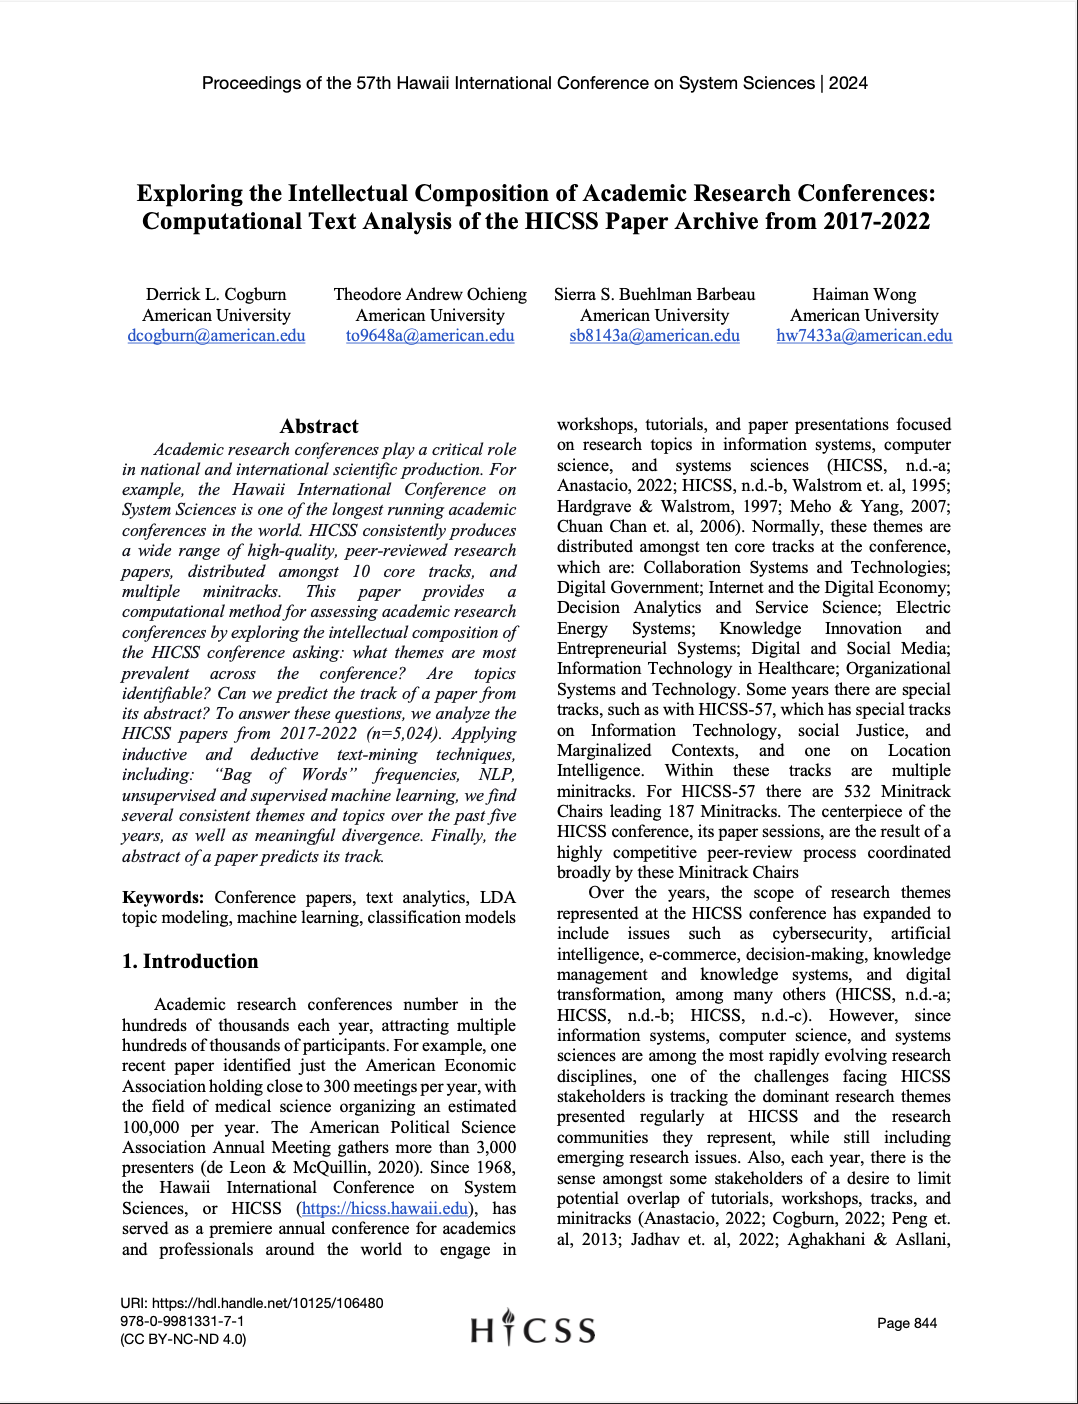 Proceedings of the 57th Hawaii International Conference on System Sciences | 2024
Exploring the Intellectual Composition of Academic Research Conferences:
Computational Text Analysis of the HICSS Paper Archive from 2017-2022
Derrick L. Cogburn
American University
dcogburn@american.edu
Theodore Andrew Ochieng
American University
to9648a@american.edu
Sierra S. Buehlman Barbeau
American University
sb8143a@american.edu
Haiman Wong
American University
hw7433a@american.edu
Abstract
Academic research conferences play a critical role
in national and international scientific production. For
example, the Hawaii International Conference on
System Sciences is one of the longest running academic
conferences in the world. HICSS consistently produces
a wide range of high-quality, peer-reviewed research
papers, distributed amongst 10 core tracks, and
multiple minitracks. This paper provides a
computational method for assessing academic research
conferences by exploring the intellectual composition of
the HICSS conference asking: what themes are most
prevalent across the conference? Are topics
identifiable? Can we predict the track of a paper from
its abstract? To answer these questions, we analyze the
HICSS papers from 2017-2022 (n=5,024). Applying
inductive and deductive text-mining techniques,
including: “Bag of Words” frequencies, NLP,
unsupervised and supervised machine learning, we find
several consistent themes and topics over the past five
years, as well as meaningful divergence. Finally, the
abstract of a paper predicts its track.
Keywords: Conference papers, text analytics, LDA
topic modeling, machine learning, classification models
1. Introduction
Academic research conferences number in the
hundreds of thousands each year, attracting multiple
hundreds of thousands of participants. For example, one
recent paper identified just the American Economic
Association holding close to 300 meetings per year, with
the field of medical science organizing an estimated
100,000 per year. The American Political Science
Association Annual Meeting gathers more than 3,000
presenters (de Leon & McQuillin, 2020). Since 1968,
the Hawaii International Conference on System
Sciences, or HICSS (https://hicss.hawaii.edu), has
served as a premiere annual conference for academics
and professionals around the world to engage in
workshops, tutorials, and paper presentations focused
on research topics in information systems, computer
science, and systems sciences (HICSS, n.d.-a;
Anastacio, 2022; HICSS, n.d.-b, Walstrom et. al, 1995;
Hardgrave & Walstrom, 1997; Meho & Yang, 2007;
Chuan Chan et. al, 2006). Normally, these themes are
distributed amongst ten core tracks at the conference,
which are: Collaboration Systems and Technologies;
Digital Government; Internet and the Digital Economy;
Decision Analytics and Service Science; Electric
Energy Systems; Knowledge Innovation and
Entrepreneurial Systems; Digital and Social Media;
Information Technology in Healthcare; Organizational
Systems and Technology. Some years there are special
tracks, such as with HICSS-57, which has special tracks
on Information Technology, social Justice, and
Marginalized Contexts, and one on Location
Intelligence. Within these tracks are multiple
minitracks. For HICSS-57 there are 532 Minitrack
Chairs leading 187 Minitracks. The centerpiece of the
HICSS conference, its paper sessions, are the result of a
highly competitive peer-review process coordinated
broadly by these Minitrack Chairs
Over the years, the scope of research themes
represented at the HICSS conference has expanded to
include issues such as cybersecurity, artificial
intelligence, e-commerce, decision-making, knowledge
management and knowledge systems, and digital
transformation, among many others (HICSS, n.d.-a;
HICSS, n.d.-b; HICSS, n.d.-c). However, since
information systems, computer science, and systems
sciences are among the most rapidly evolving research
disciplines, one of the challenges facing HICSS
stakeholders is tracking the dominant research themes
presented regularly at HICSS and the research
communities they represent, while still including
emerging research issues. Also, each year, there is the
sense amongst some stakeholders of a desire to limit
potential overlap of tutorials, workshops, tracks, and
minitracks (Anastacio, 2022; Cogburn, 2022; Peng et.
al, 2013; Jadhav et. al, 2022; Aghakhani & Asllani,
URI: https://hdl.handle.net/10125/106480
978-0-9981331-7-1
(CC BY-NC-ND 4.0)
HICSS
Page 844